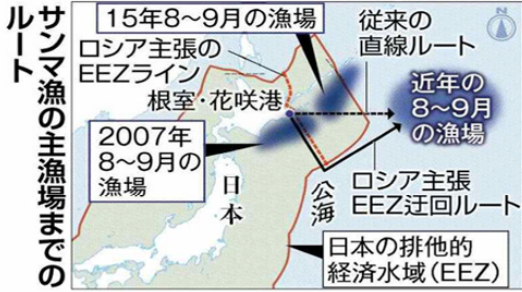 サンマ漁の主漁場までの
ルート
15年8〜9月の漁場
ロシア主張の
EEZライン
根室・花咲港
2007年
8〜9月の
漁場
日本
従来の
直線ルート
N
近年の
8〜9月
の漁場
公海
ロシア主張
EEZ迂回ルート
日本の排他的
経済水域(EEZ)